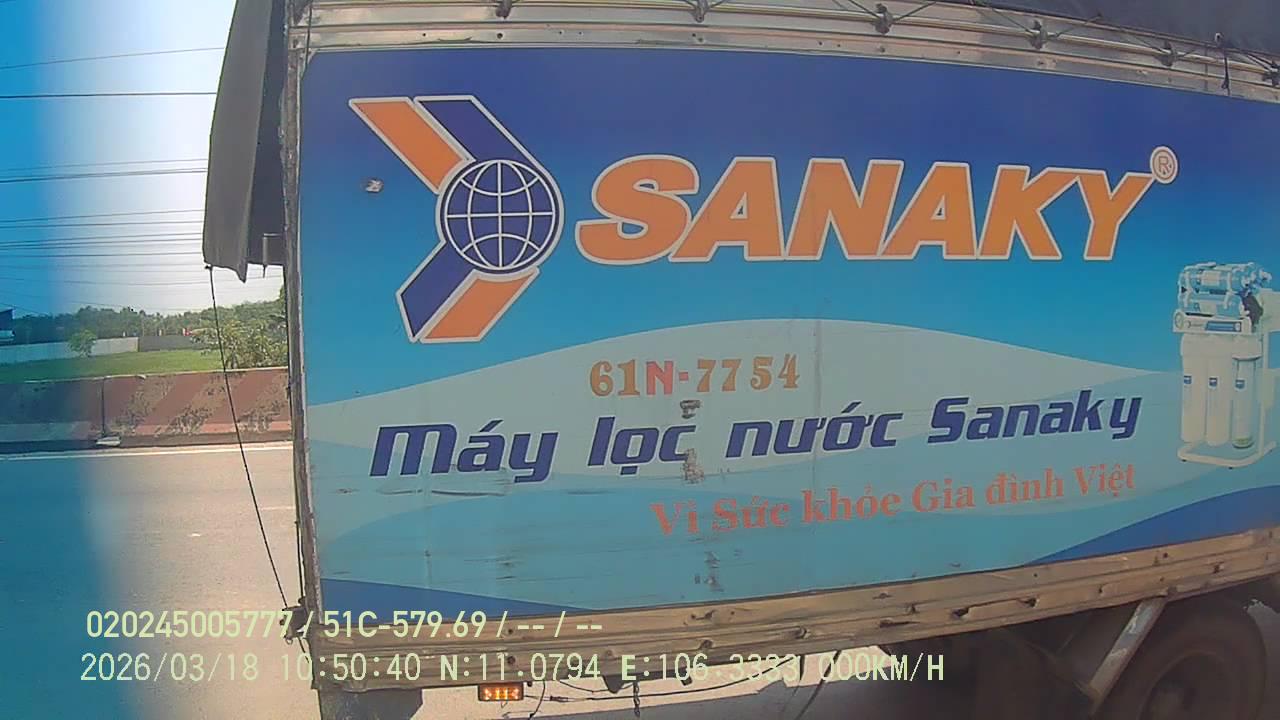 SANAKY®
61N-7754
Máy lọc nước Sanaky
Vì Sức khỏe Gia đình Việt
020245005777 / 51C-579.69 / -- / --
2026/03/18 10:50:40 N:11.0794 E:106.3383 000KM/H